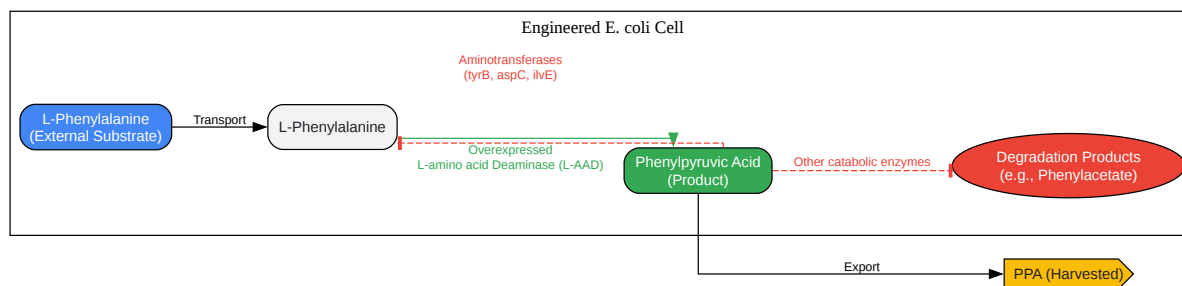 Engineered E. coli Cell
Aminotransferases
(tyrB, aspC, ilvE)
L-Phenylalanine
(External Substrate)
Transport
L-Phenylalanine
Overexpressed
L-amino acid Deaminase (L-AAD)
Phenylpyruvic Acid
(Product)
Other catabolic enzymes
Degradation Products
(e.g., Phenylacetate)
Export
PPA (Harvested)